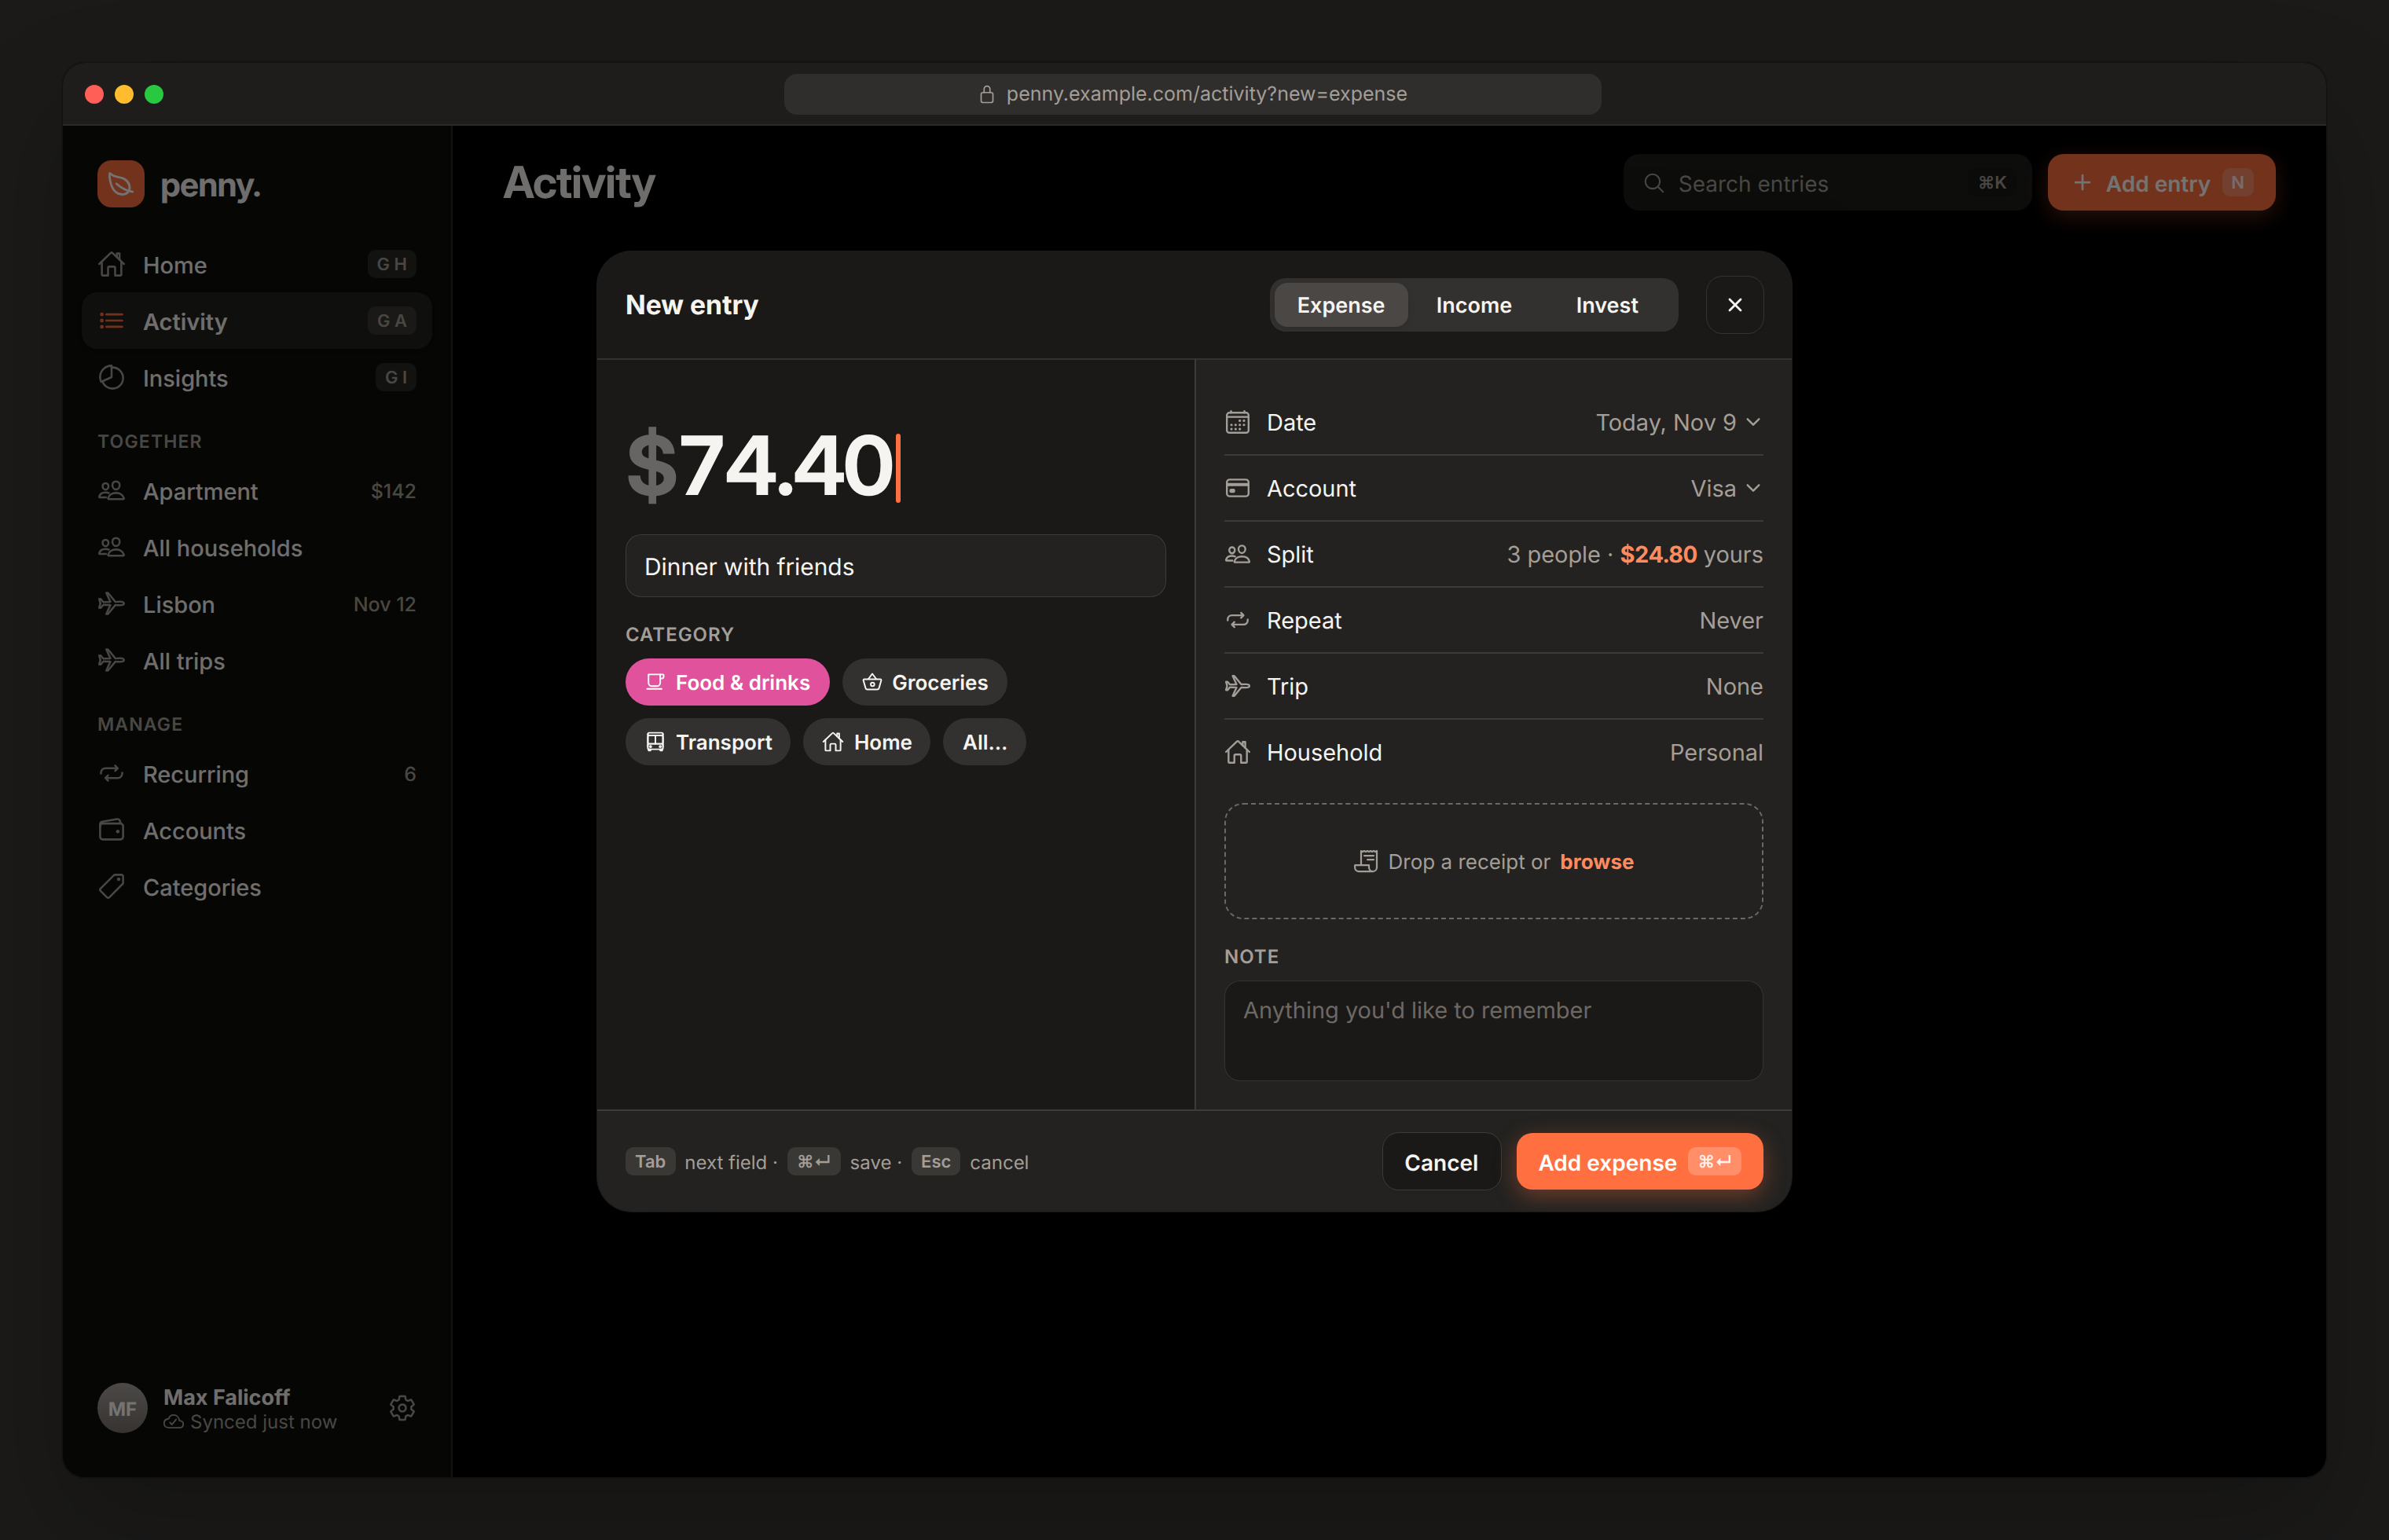 penny.example.com/activity?new=expense
penny.
Activity
Search entries ⌘K
+ Add entry N
Home G H
Activity G A
Insights G I
TOGETHER
Apartment $142
All households
Lisbon Nov 12
All trips
MANAGE
Recurring 6
Accounts
Categories
MF
Max Falicoff
Synced just now
New entry
Expense Income Invest
$74.40
Dinner with friends
CATEGORY
Food & drinks Groceries
Transport Home All...
Date Today, Nov 9
Account Visa
Split 3 people · $24.80 yours
Repeat Never
Trip None
Household Personal
Drop a receipt or browse
NOTE
Anything you'd like to remember
Tab next field · ⌘↵ save · Esc cancel
Cancel
Add expense ⌘↵